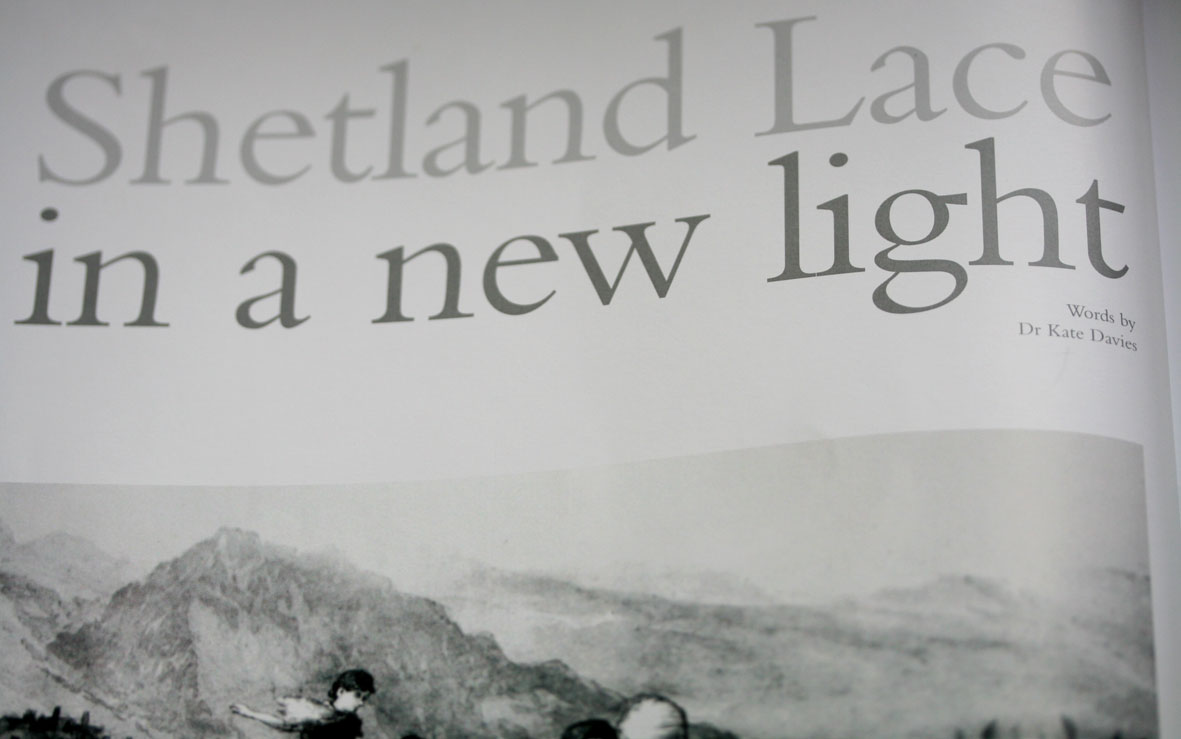 Shetland Lace
in a new light
Words by
Dr Kate Davies